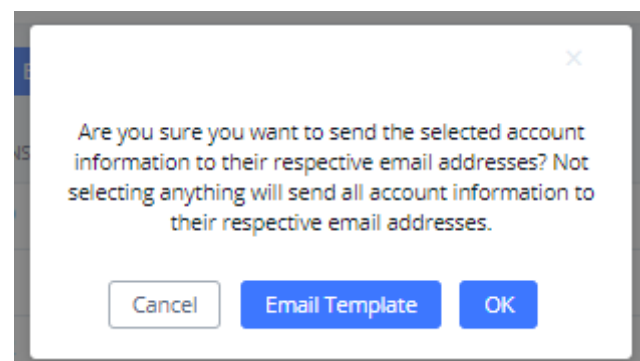 ×
Are you sure you want to send the selected account
information to their respective email addresses? Not
selecting anything will send all account information to
their respective email addresses.
Cancel
Email Template
OK